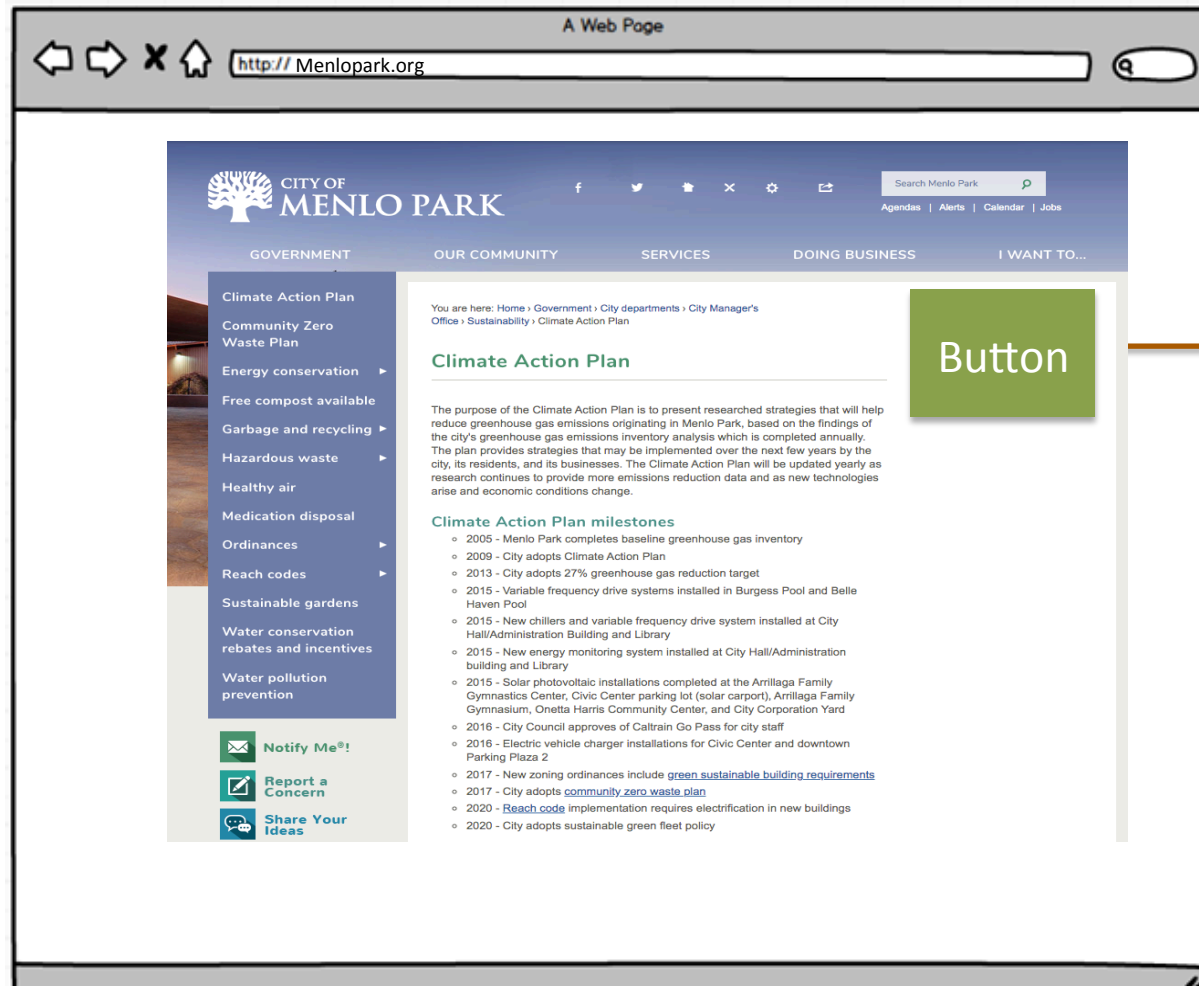 A Web Page
http:// Menlopark.org
CITY OF
MENLO PARK
Search Menlo Park
Agendas | Alerts | Calendar | Jobs
GOVERNMENT OUR COMMUNITY SERVICES DOING BUSINESS I WANT TO...
Climate Action Plan
Community Zero
Waste Plan
Energy conservation
Free compost available
Garbage and recycling
Hazardous waste
Healthy air
Medication disposal
Ordinances
Reach codes
Sustainable gardens
Water conservation
rebates and incentives
Water pollution
prevention
Notify Me®!
Report a
Concern
Share Your
Ideas
You are here: Home › Government › City departments › City Manager's
Office › Sustainability › Climate Action Plan
Climate Action Plan
The purpose of the Climate Action Plan is to present researched strategies that will help
reduce greenhouse gas emissions originating in Menlo Park, based on the findings of
the city's greenhouse gas emissions inventory analysis which is completed annually.
The plan provides strategies that may be implemented over the next few years by the
city, its residents, and its businesses. The Climate Action Plan will be updated yearly as
research continues to provide more emissions reduction data and as new technologies
arise and economic conditions change.
Climate Action Plan milestones
2005 - Menlo Park completes baseline greenhouse gas inventory
2009 - City adopts Climate Action Plan
2013 - City adopts 27% greenhouse gas reduction target
2015 - Variable frequency drive systems installed in Burgess Pool and Belle
Haven Pool
2015 - New chillers and variable frequency drive system installed at City
Hall/Administration Building and Library
2015 - New energy monitoring system installed at City Hall/Administration
building and Library
2015 - Solar photovoltaic installations completed at the Arrillaga Family
Gymnastics Center, Civic Center parking lot (solar carport), Arrillaga Family
Gymnasium, Onetta Harris Community Center, and City Corporation Yard
2016 - City Council approves of Caltrain Go Pass for city staff
2016 - Electric vehicle charger installations for Civic Center and downtown
Parking Plaza 2
2017 - New zoning ordinances include green sustainable building requirements
2017 - City adopts community zero waste plan
2020 - Reach code implementation requires electrification in new buildings
2020 - City adopts sustainable green fleet policy
Button